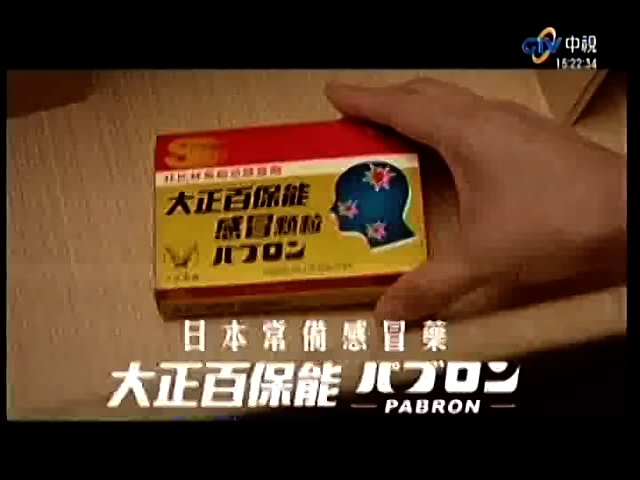 CTV 中視
15:22:34
大正百保能
感冒顆粒
パブロン
日本常備感冒藥
大正百保能 パブロン
PABRON